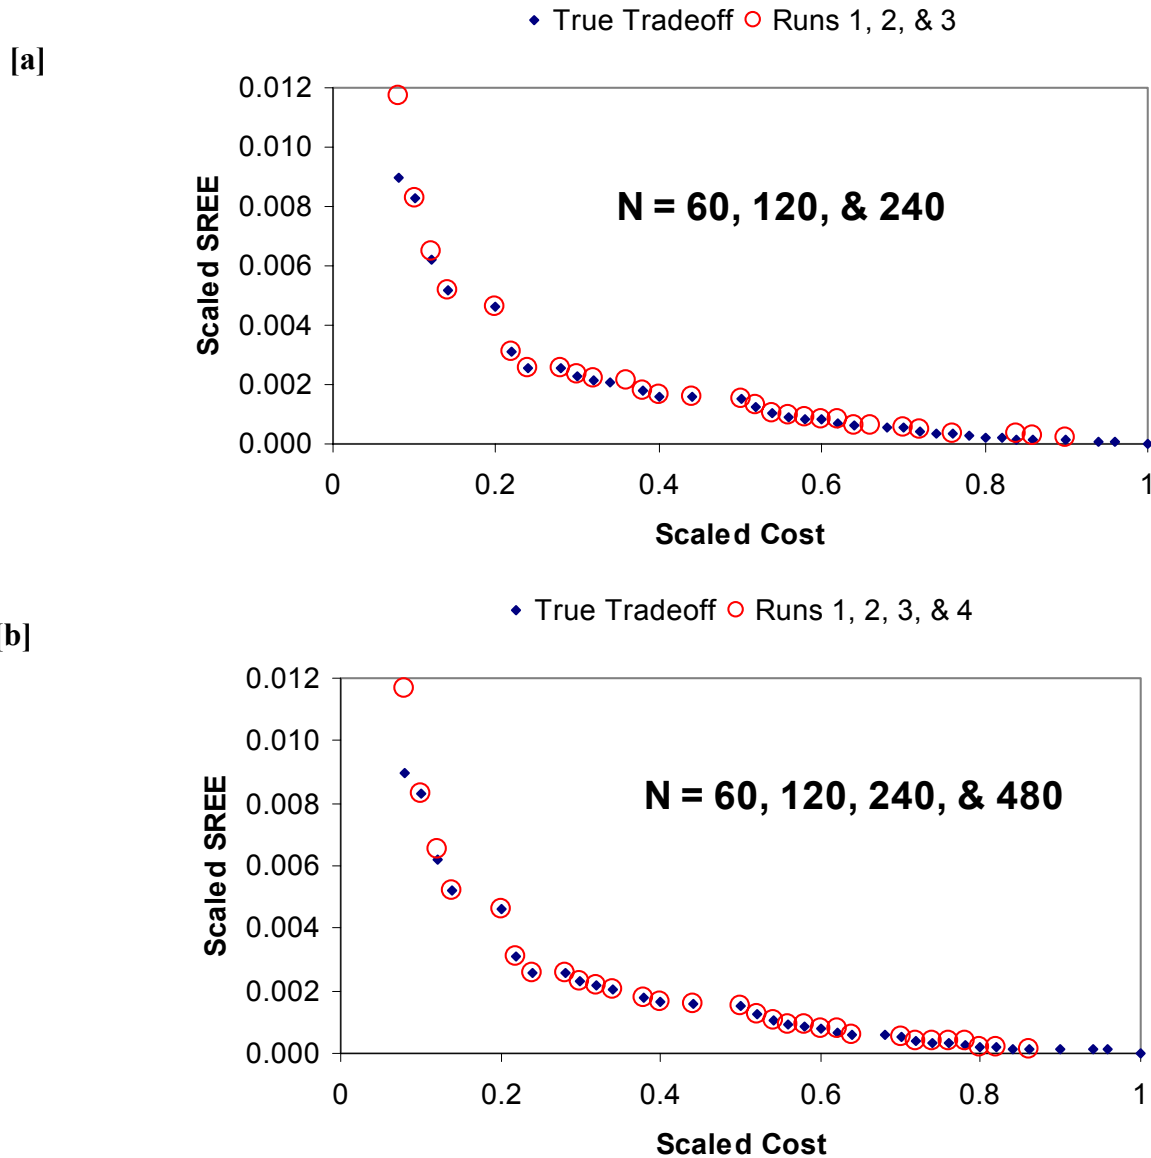 True Tradeoff Runs 1, 2, & 3
[a]
0.012
0.010
0.008
0.006
0.004
0.002
0.000
Scaled SREE
N = 60, 120, & 240
0 0.2 0.4 0.6 0.8 1
Scaled Cost
True Tradeoff Runs 1, 2, 3, & 4
[b]
0.012
0.010
0.008
0.006
0.004
0.002
0.000
Scaled SREE
N = 60, 120, 240, & 480
0 0.2 0.4 0.6 0.8 1
Scaled Cost